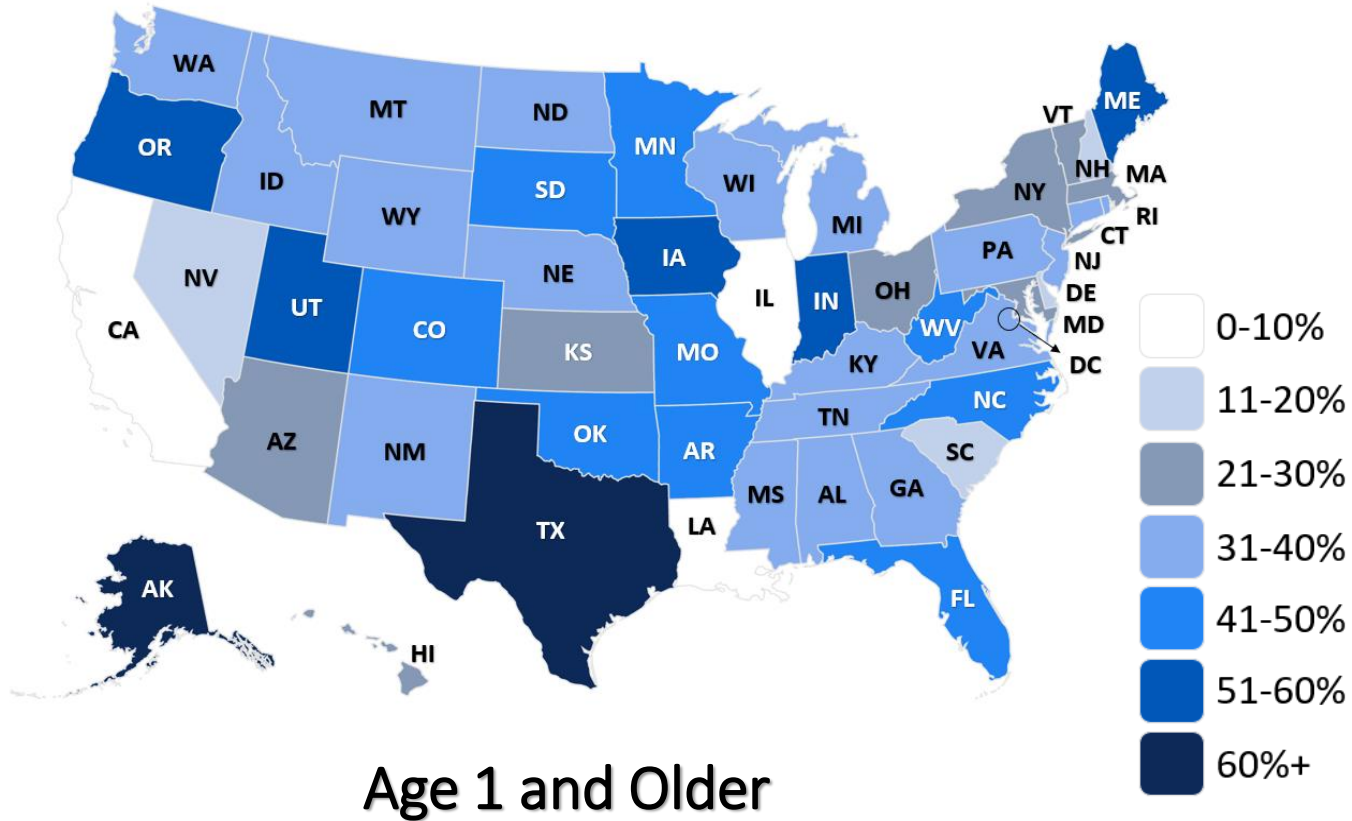 WA
MT
ND
MN
ME
VT
OR
ID
SD
WI
NH
MA
WY
NY
MI
RI
CT
IA
PA
NE
NJ
NV
UT
IL
IN
OH
DE
CA
CO
WV
MD
MO
KS
VA
KY
DC
NC
TN
AZ
NM
OK
AR
SC
MS
AL
GA
LA
TX
AK
FL
HI
0-10%
11-20%
21-30%
31-40%
41-50%
51-60%
60%+
Age 1 and Older